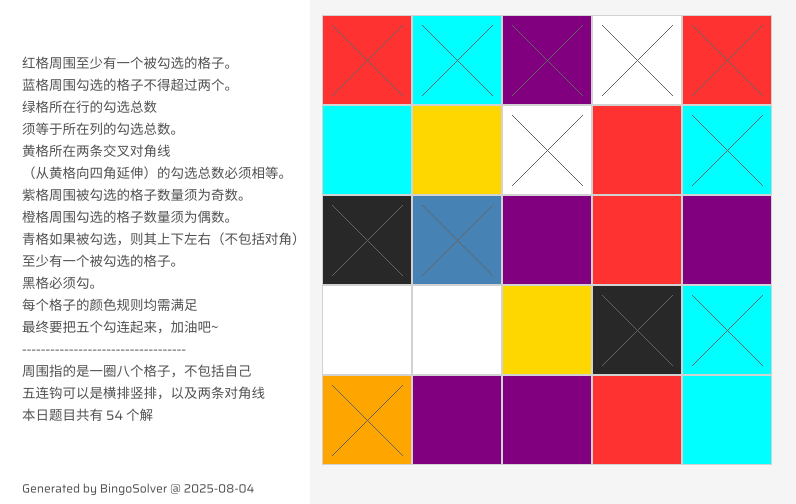 红格周围至少有一个被勾选的格子。
蓝格周围勾选的格子不得超过两个。
绿格所在行的勾选总数
须等于所在列的勾选总数。
黄格所在两条交叉对角线
（从黄格向四角延伸）的勾选总数必须相等。
紫格周围被勾选的格子数量须为奇数。
橙格周围勾选的格子数量须为偶数。
青格如果被勾选，则其上下左右（不包括对角）
至少有一个被勾选的格子。
黑格必须勾。
每个格子的颜色规则均需满足
最终要把五个勾连起来，加油吧~
----------------------------------
周围指的是一圈八个格子，不包括自己
五连钩可以是横排竖排，以及两条对角线
本日题目共有 54 个解
Generated by BingoSolver @ 2025-08-04